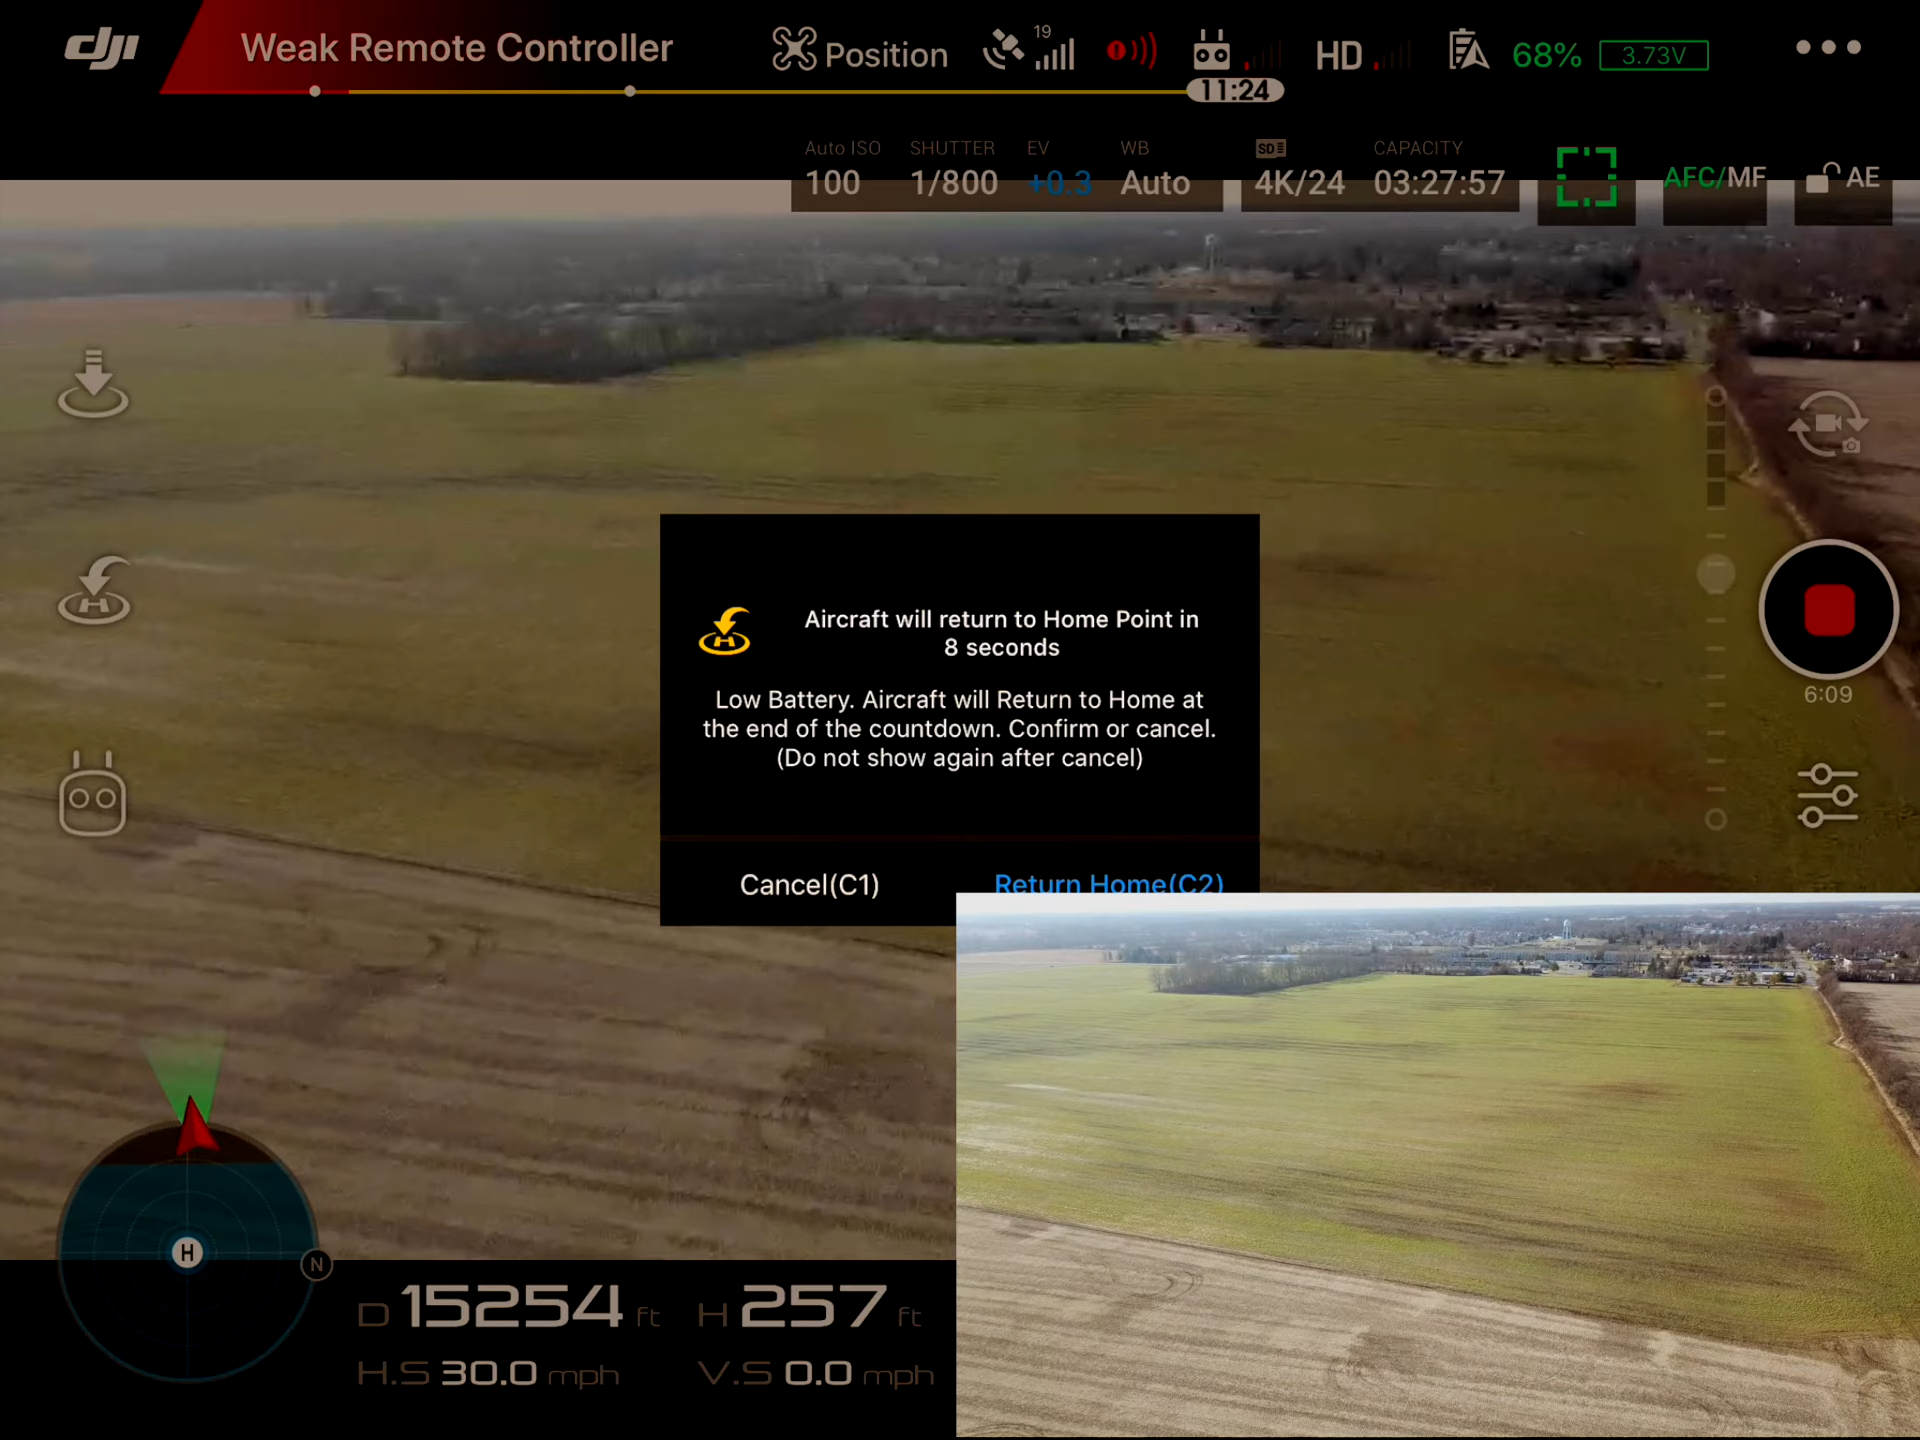 dji
Weak Remote Controller
Position
19
HD
68%
3.73V
11:24
Auto ISO
100
SHUTTER
1/800
EV
+0.3
WB
Auto
SD
4K/24
CAPACITY
03:27:57
AFC/MF
AE
Aircraft will return to Home Point in
8 seconds
Low Battery. Aircraft will Return to Home at
the end of the countdown. Confirm or cancel.
(Do not show again after cancel)
Cancel(C1)
Return Home(C2)
6:09
H
N
D 15254 ft
H 257 ft
H.S 30.0 mph
V.S 0.0 mph